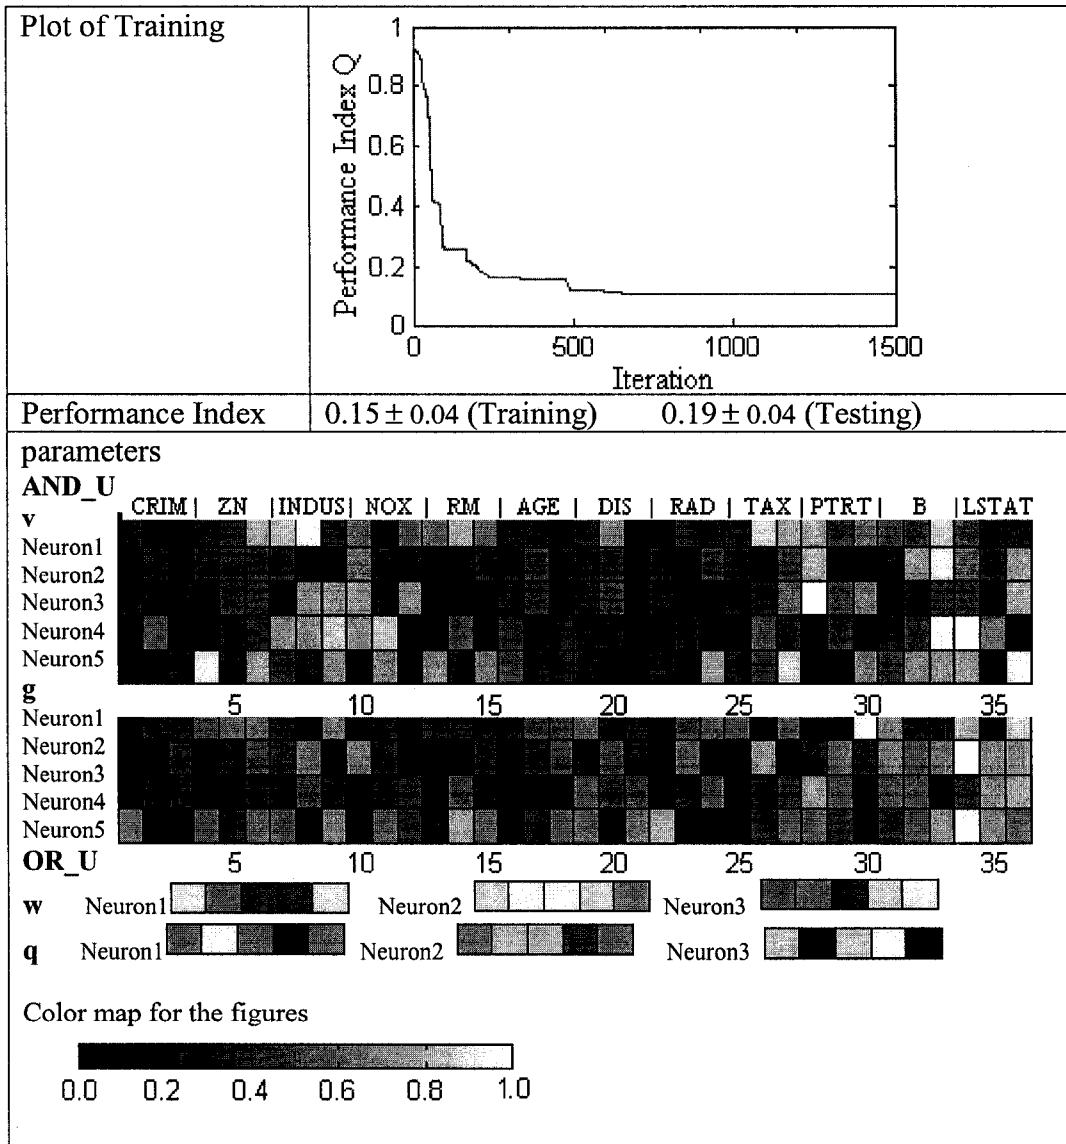 Plot of Training
Performance Index Q
1
0.8
0.6
0.4
0.2
0
0 500 1000 1500
Iteration
Performance Index 0.15 ± 0.04 (Training) 0.19 ± 0.04 (Testing)
parameters
AND_U
CRIM | ZN | INDUS | NOX | RM | AGE | DIS | RAD | TAX | PTRT | B | LSTAT
v
Neuron1
Neuron2
Neuron3
Neuron4
Neuron5
5 10 15 20 25 30 35
g
Neuron1
Neuron2
Neuron3
Neuron4
Neuron5
5 10 15 20 25 30 35
OR_U
w Neuron1 Neuron2 Neuron3
q Neuron1 Neuron2 Neuron3
Color map for the figures
0.0 0.2 0.4 0.6 0.8 1.0